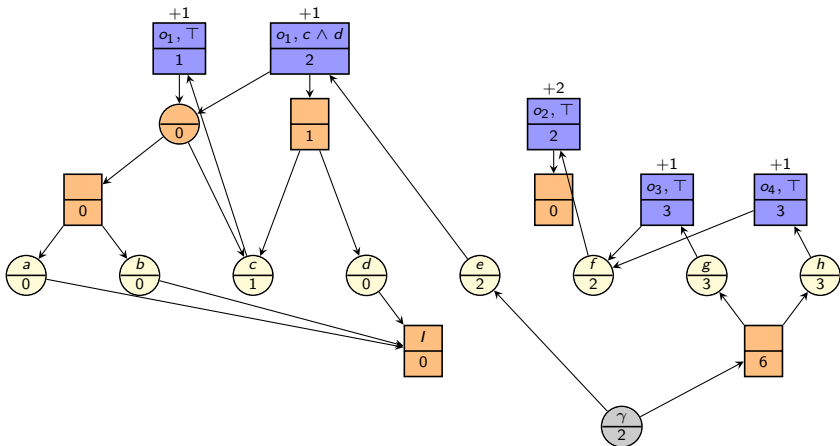 +1 +1
o₁, ⊤ o₁, c ∧ d
1 2
+2
o₂, ⊤
2
0
1
+1 +1
o₃, ⊤ o₄, ⊤
0 0 3 3
a b c d e f g h
0 0 1 0 2 2 3 3
I
0 6
γ
2